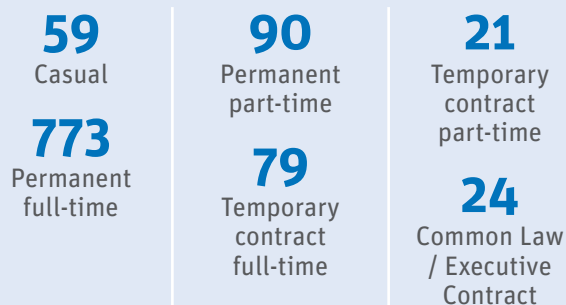 59
Casual
773
Permanent
full-time
90
Permanent
part-time
79
Temporary
contract
full-time
21
Temporary
contract
part-time
24
Common Law
/ Executive
Contract